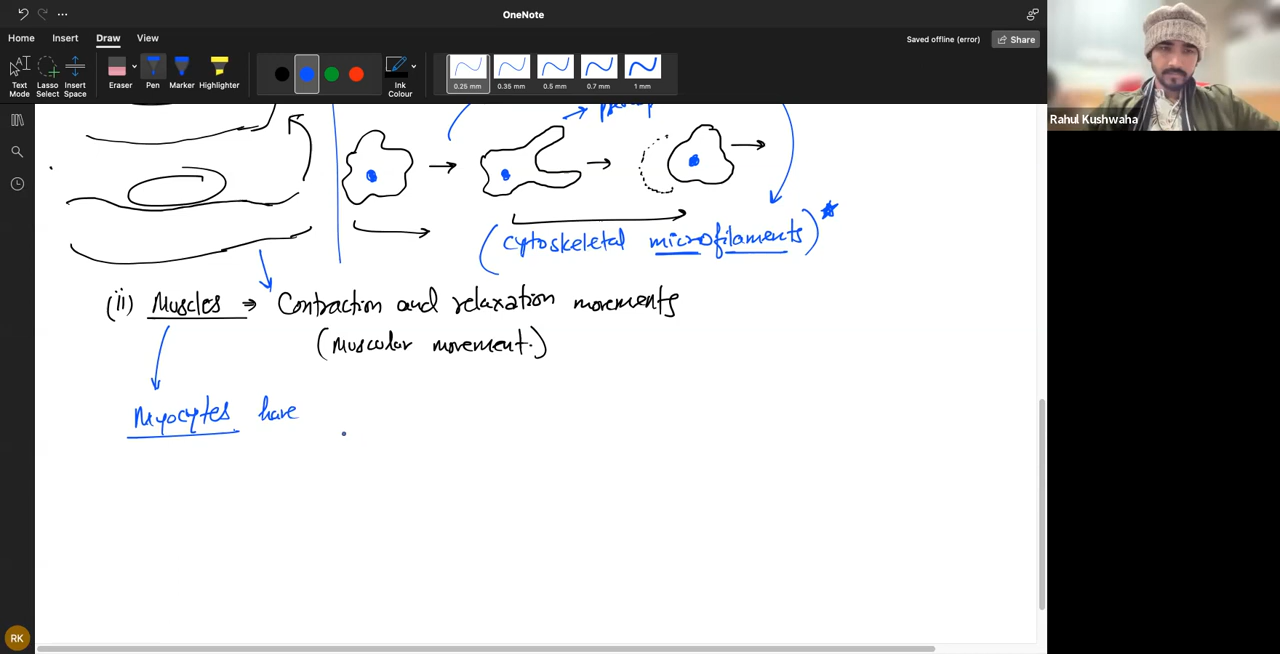 OneNote
Home Insert Draw View
Saved offline (error) Share
Text Mode
Lasso Select
Insert Space
Eraser
Pen
Marker
Highlighter
Ink Colour
0.25 mm 0.35 mm 0.5 mm 0.7 mm 1 mm
Rahul Kushwaha
(cytoskeletal microfilaments)
(ii) Muscles ⇒ Contraction and relaxation movements
(muscular movement.)
Myocytes have
RK